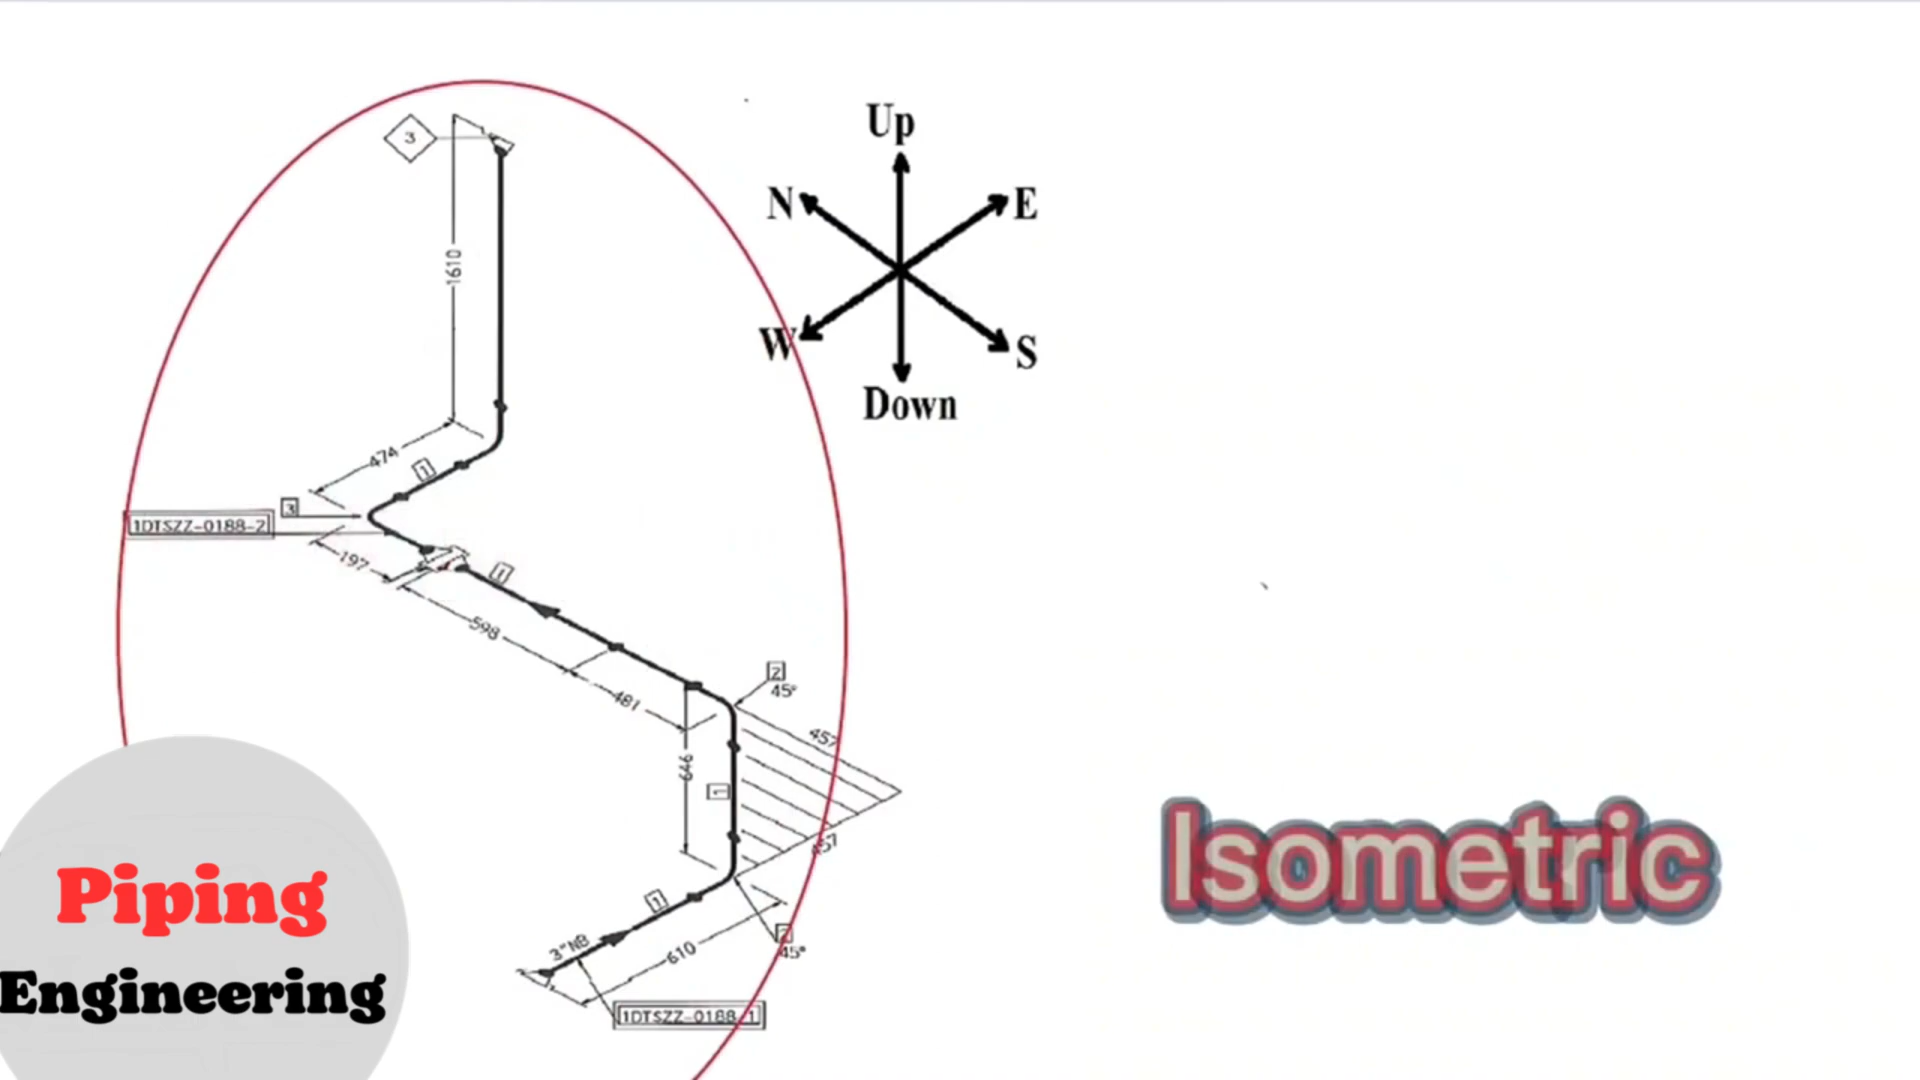 Up
N
E
W
S
Down
3
1610
474
1
3
1DTSZZ-0188-2
197
1
598
481
2
45°
457
646
1
457
1
3"NB
610
2
45°
1DTSZZ-0188-1
Isometric
Piping
Engineering